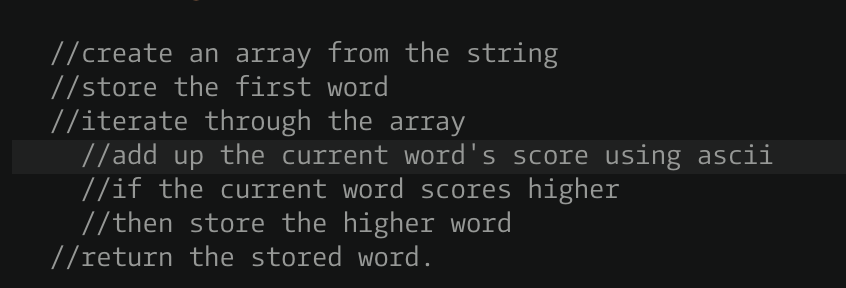 //create an array from the string
//store the first word
//iterate through the array
//add up the current word's score using ascii
//if the current word scores higher
//then store the higher word
//return the stored word.